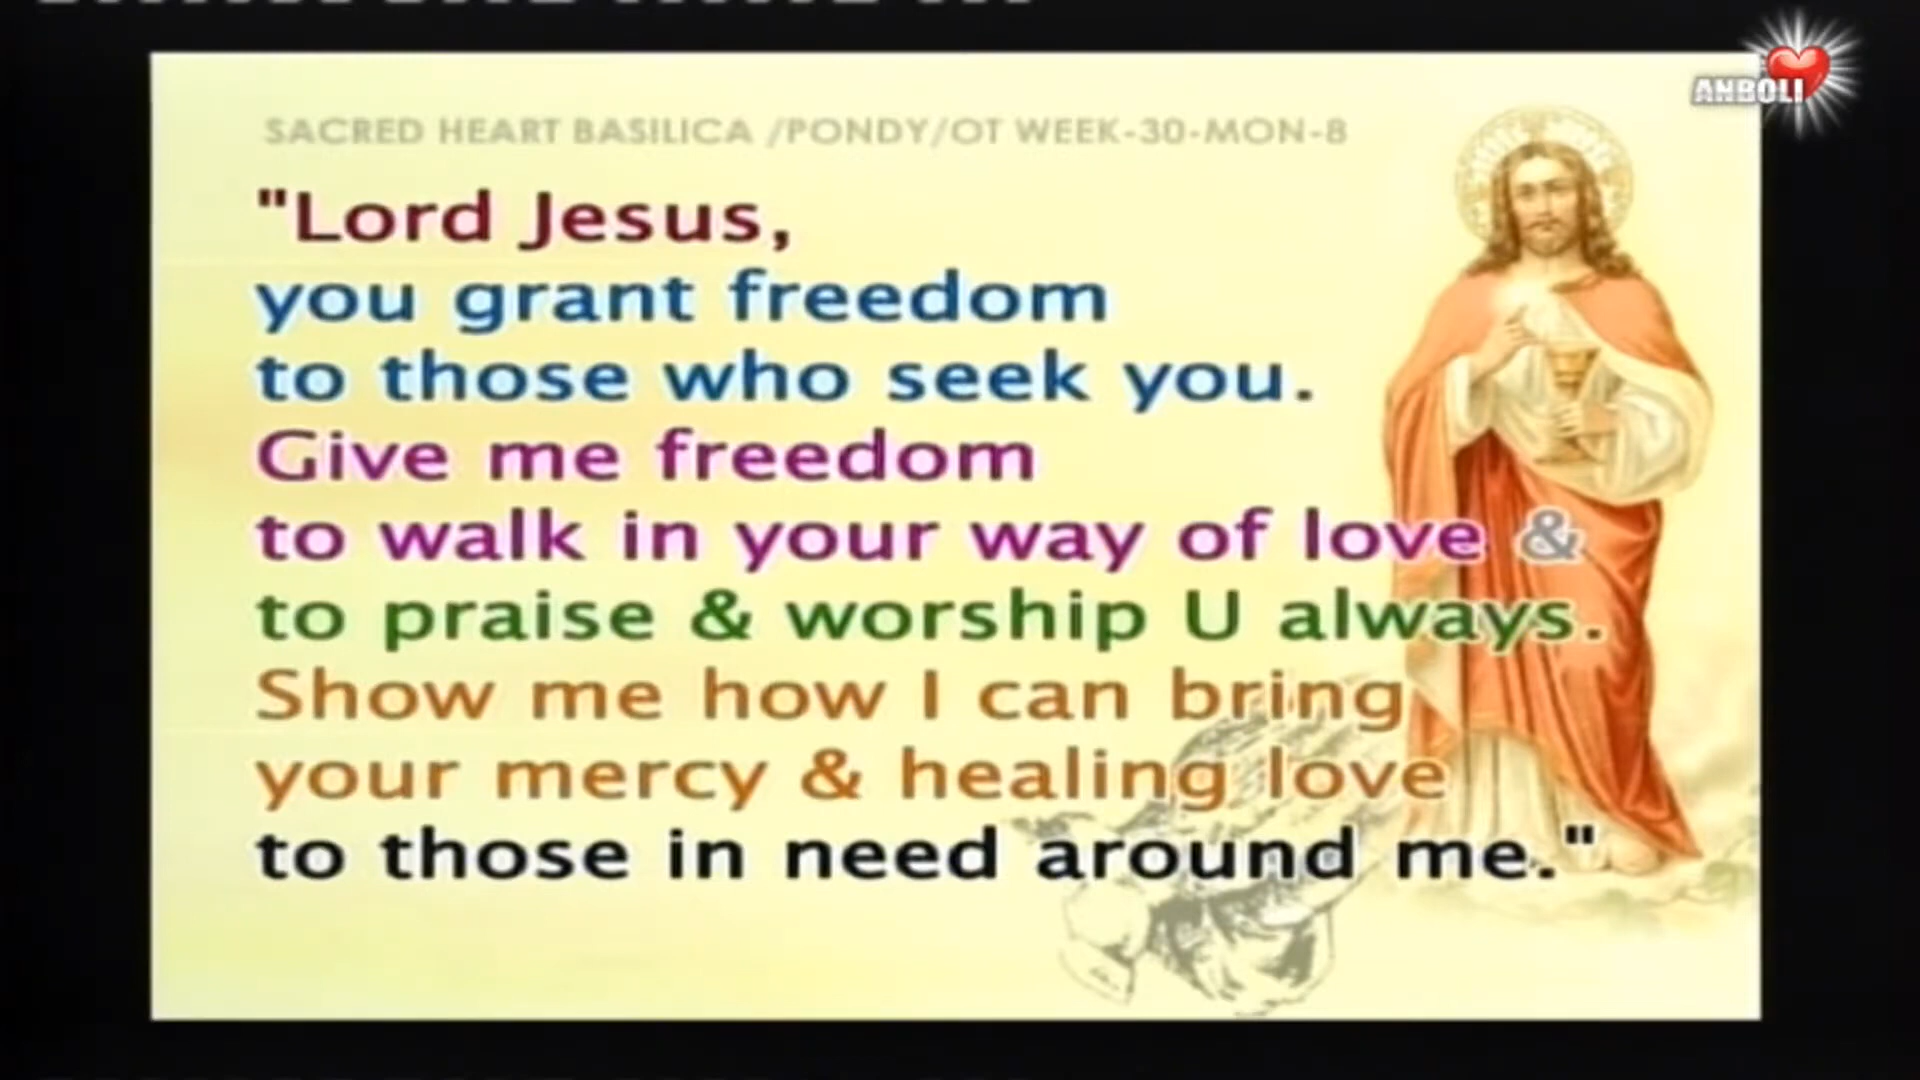 ANBOLI
SACRED HEART BASILICA /PONDY/OT WEEK-30-MON-8
"Lord Jesus,
you grant freedom
to those who seek you.
Give me freedom
to walk in your way of love &
to praise & worship U always.
Show me how I can bring
your mercy & healing love
to those in need around me."